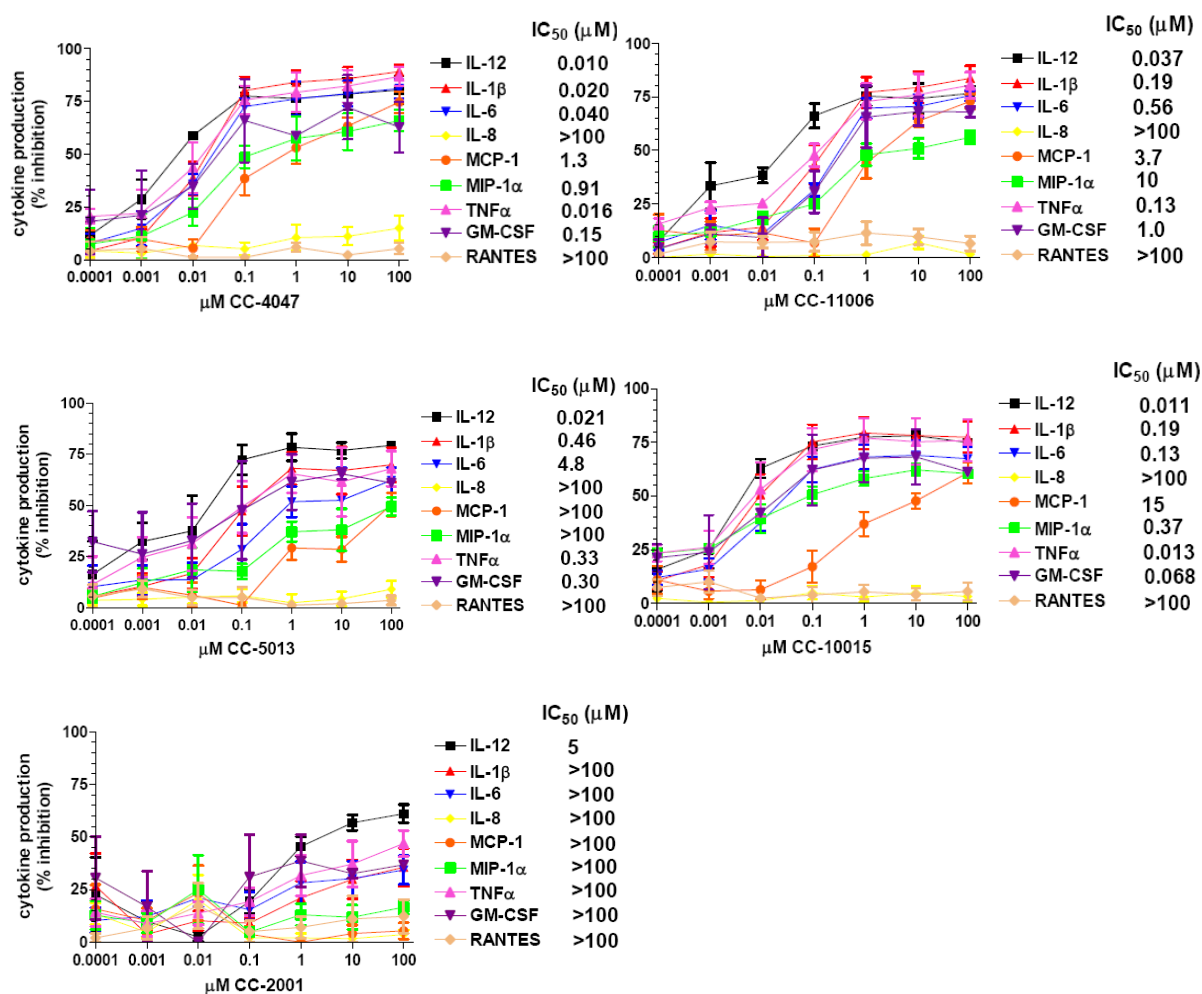 IC50 (μM)
cytokine production
(% inhibition)
100
75
50
25
0
0.0001 0.001 0.01 0.1 1 10 100
μM CC-4047
IL-12 0.010
IL-1β 0.020
IL-6 0.040
IL-8 >100
MCP-1 1.3
MIP-1α 0.91
TNFα 0.016
GM-CSF 0.15
RANTES >100
IC50 (μM)
cytokine production
(% inhibition)
100
75
50
25
0
0.0001 0.001 0.01 0.1 1 10 100
μM CC-11006
IL-12 0.037
IL-1β 0.19
IL-6 0.56
IL-8 >100
MCP-1 3.7
MIP-1α 10
TNFα 0.13
GM-CSF 1.0
RANTES >100
IC50 (μM)
cytokine production
(% inhibition)
100
75
50
25
0
0.0001 0.001 0.01 0.1 1 10 100
μM CC-5013
IL-12 0.021
IL-1β 0.46
IL-6 4.8
IL-8 >100
MCP-1 >100
MIP-1α >100
TNFα 0.33
GM-CSF 0.30
RANTES >100
IC50 (μM)
cytokine production
(% inhibition)
100
75
50
25
0
0.0001 0.001 0.01 0.1 1 10 100
μM CC-10015
IL-12 0.011
IL-1β 0.19
IL-6 0.13
IL-8 >100
MCP-1 15
MIP-1α 0.37
TNFα 0.013
GM-CSF 0.068
RANTES >100
IC50 (μM)
cytokine production
(% inhibition)
100
75
50
25
0
0.0001 0.001 0.01 0.1 1 10 100
μM CC-2001
IL-12 5
IL-1β >100
IL-6 >100
IL-8 >100
MCP-1 >100
MIP-1α >100
TNFα >100
GM-CSF >100
RANTES >100